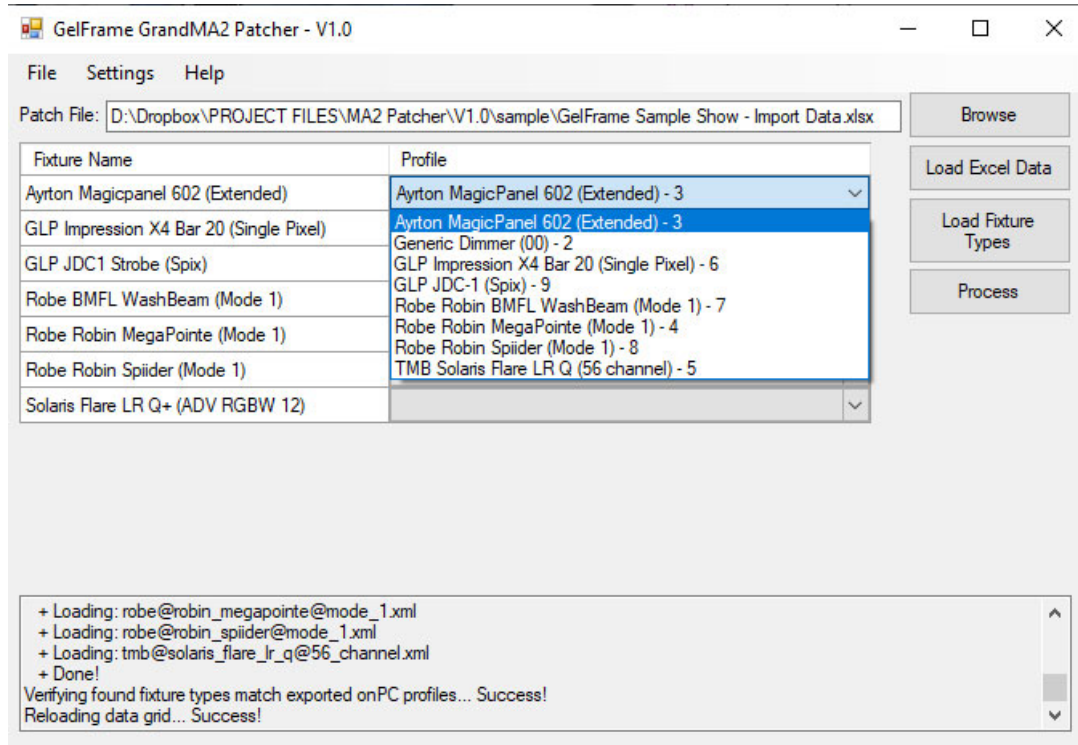 GelFrame GrandMA2 Patcher - V1.0
File Settings Help
Patch File: D:\Dropbox\PROJECT FILES\MA2 Patcher\V1.0\sample\GelFrame Sample Show - Import Data.xlsx
Browse
Load Excel Data
Load Fixture
Types
Process
Fixture Name Profile
Ayrton Magicpanel 602 (Extended) Ayrton MagicPanel 602 (Extended) - 3
GLP Impression X4 Bar 20 (Single Pixel)
GLP JDC1 Strobe (Spix)
Robe BMFL WashBeam (Mode 1)
Robe Robin MegaPointe (Mode 1)
Robe Robin Spiider (Mode 1)
Solaris Flare LR Q+ (ADV RGBW 12)
Ayrton MagicPanel 602 (Extended) - 3
Generic Dimmer (00) - 2
GLP Impression X4 Bar 20 (Single Pixel) - 6
GLP JDC-1 (Spix) - 9
Robe Robin BMFL WashBeam (Mode 1) - 7
Robe Robin MegaPointe (Mode 1) - 4
Robe Robin Spiider (Mode 1) - 8
TMB Solaris Flare LR Q (56 channel) - 5
+ Loading: robe@robin_megapointe@mode_1.xml
+ Loading: robe@robin_spiider@mode_1.xml
+ Loading: tmb@solaris_flare_lr_q@56_channel.xml
+ Done!
Verifying found fixture types match exported onPC profiles... Success!
Reloading data grid... Success!